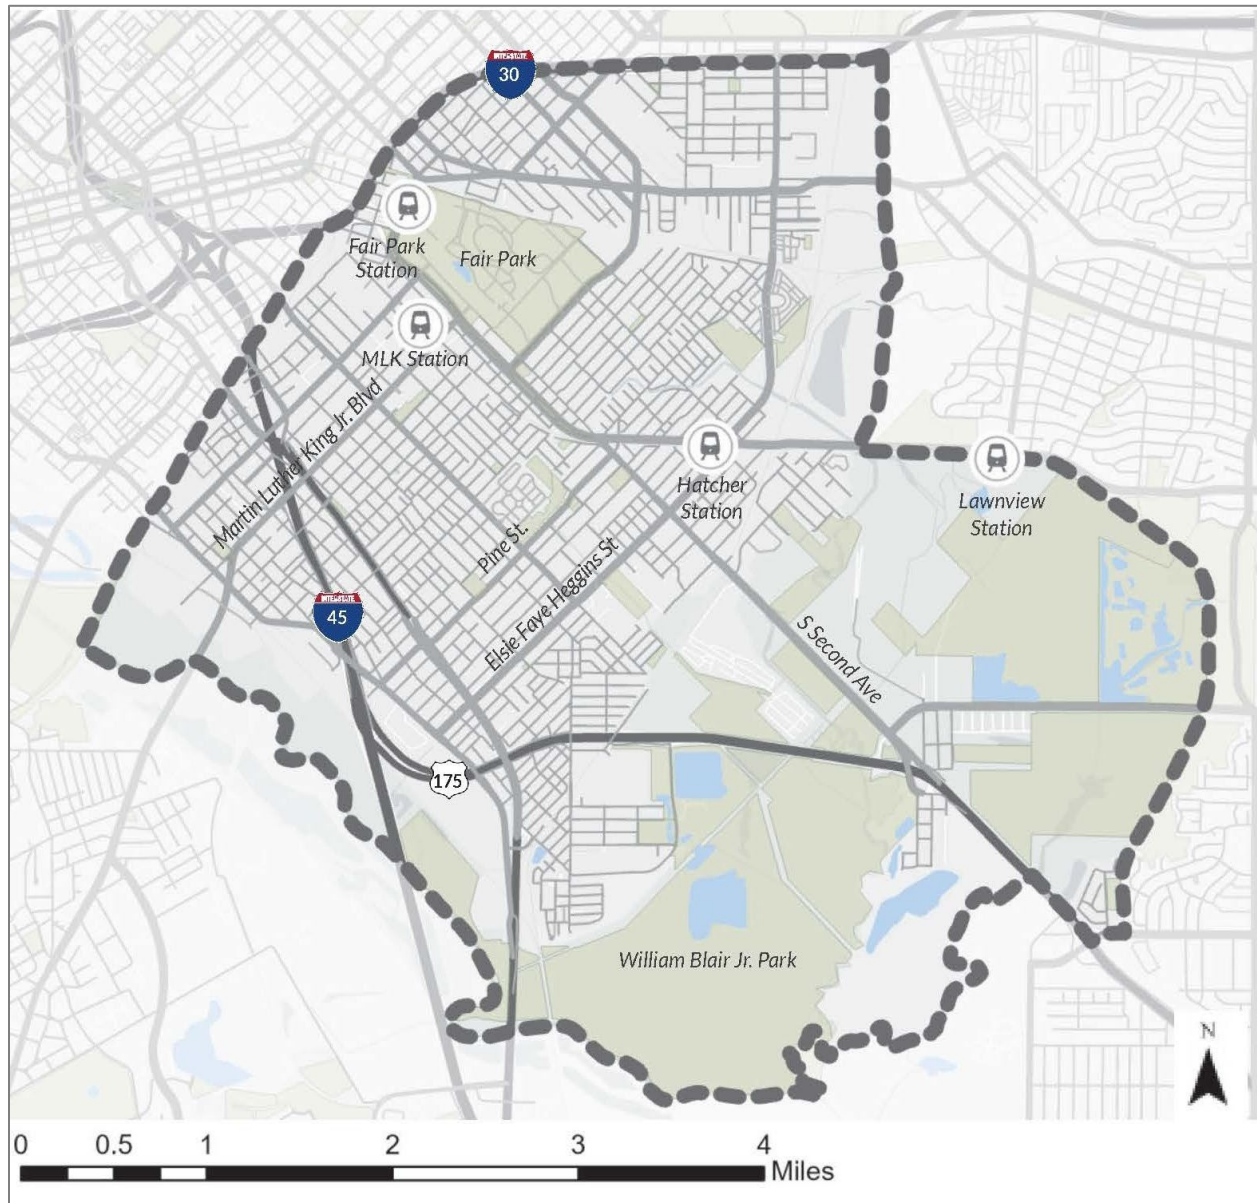 INTERSTATE
30
Fair Park
Station
Fair Park
MLK Station
Martin Luther King Jr. Blvd
Hatcher
Station
Lawnview
Station
Pine St.
Elsie Faye Heggins St
INTERSTATE
45
S Second Ave
175
William Blair Jr. Park
N
0 0.5 1 2 3 4
Miles